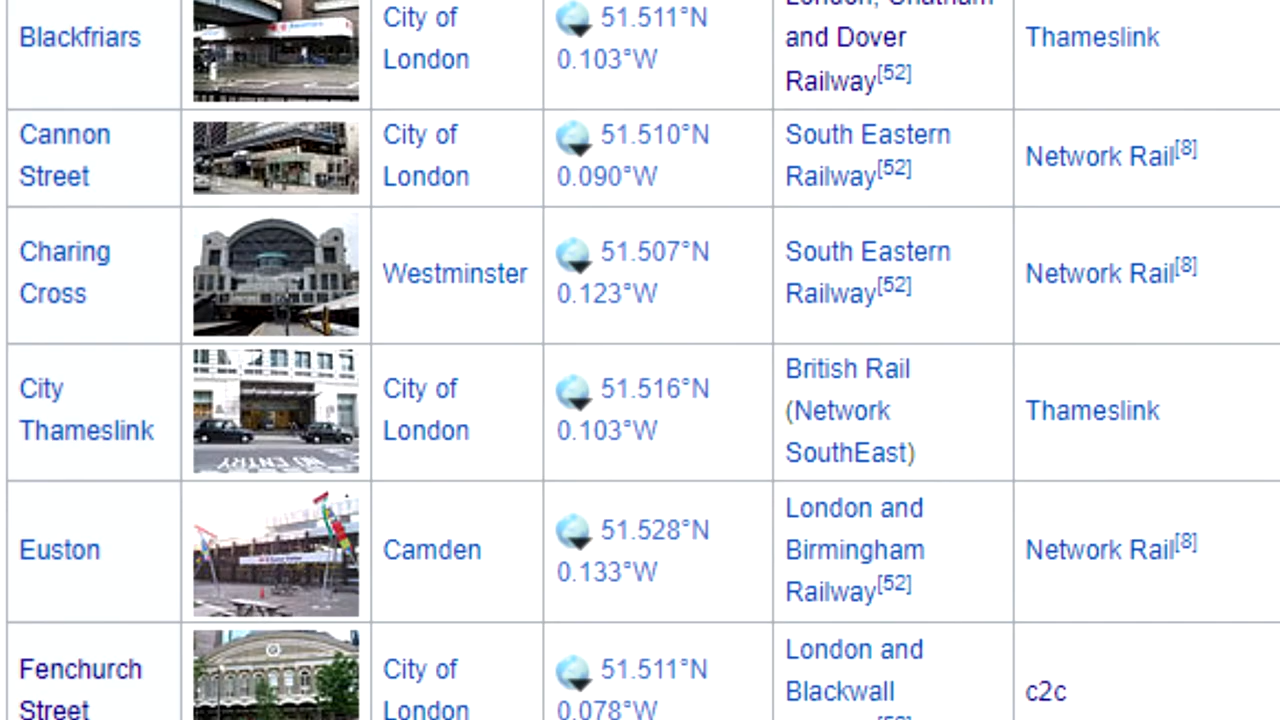 Blackfriars
City of
London
51.511°N
0.103°W
London, Chatham
and Dover
Railway[52]
Thameslink
Cannon
Street
City of
London
51.510°N
0.090°W
South Eastern
Railway[52]
Network Rail[8]
Charing
Cross
Westminster
51.507°N
0.123°W
South Eastern
Railway[52]
Network Rail[8]
City
Thameslink
City of
London
51.516°N
0.103°W
British Rail
(Network
SouthEast)
Thameslink
NO ENTRY
Euston
Camden
51.528°N
0.133°W
London and
Birmingham
Railway[52]
Network Rail[8]
Fenchurch
Street
City of
London
51.511°N
0.078°W
London and
Blackwall
c2c